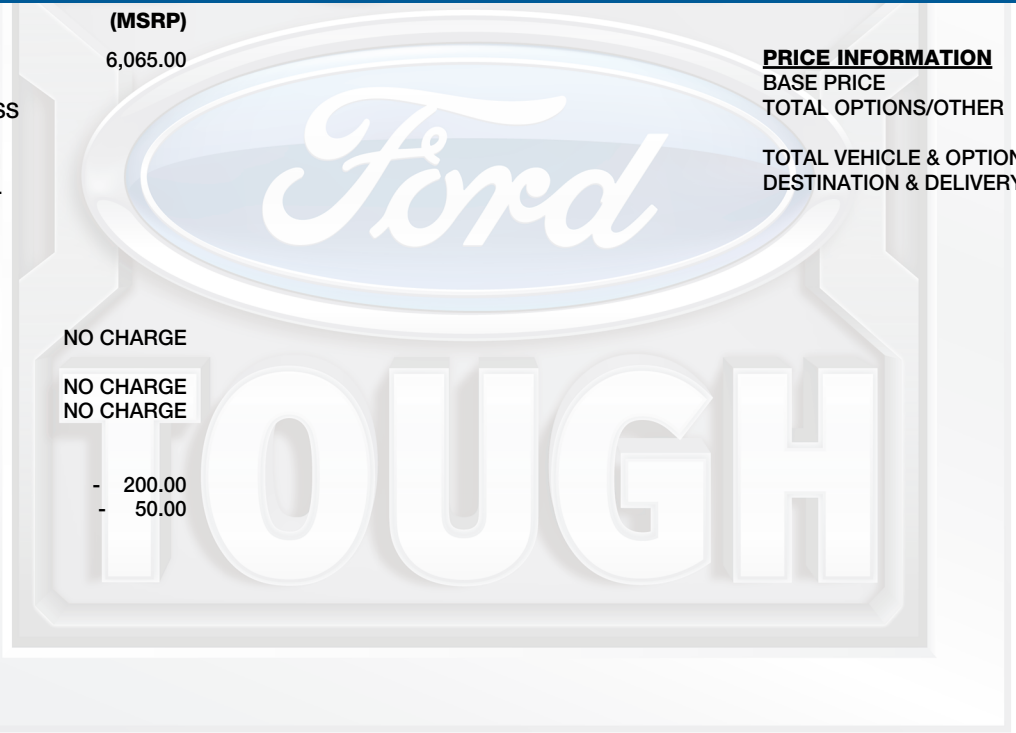 (MSRP)
6,065.00
SS
NO CHARGE
NO CHARGE
NO CHARGE
- 200.00
- 50.00
PRICE INFORMATION
BASE PRICE
TOTAL OPTIONS/OTHER
TOTAL VEHICLE & OPTION
DESTINATION & DELIVERY
Ford
TOUGH